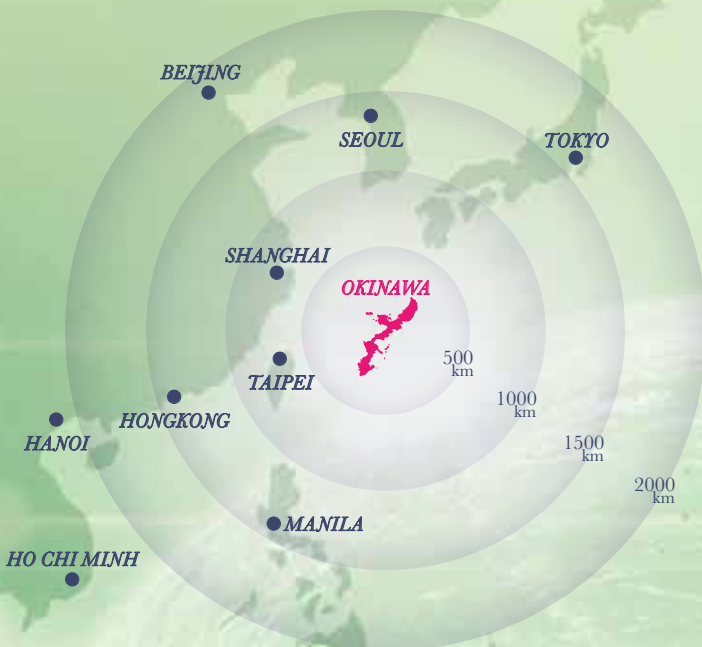 BEIJING
SEOUL
TOKYO
SHANGHAI
OKINAWA
500
km
TAIPEI
1000
km
HONGKONG
HANOI
1500
km
2000
km
MANILA
HO CHI MINH